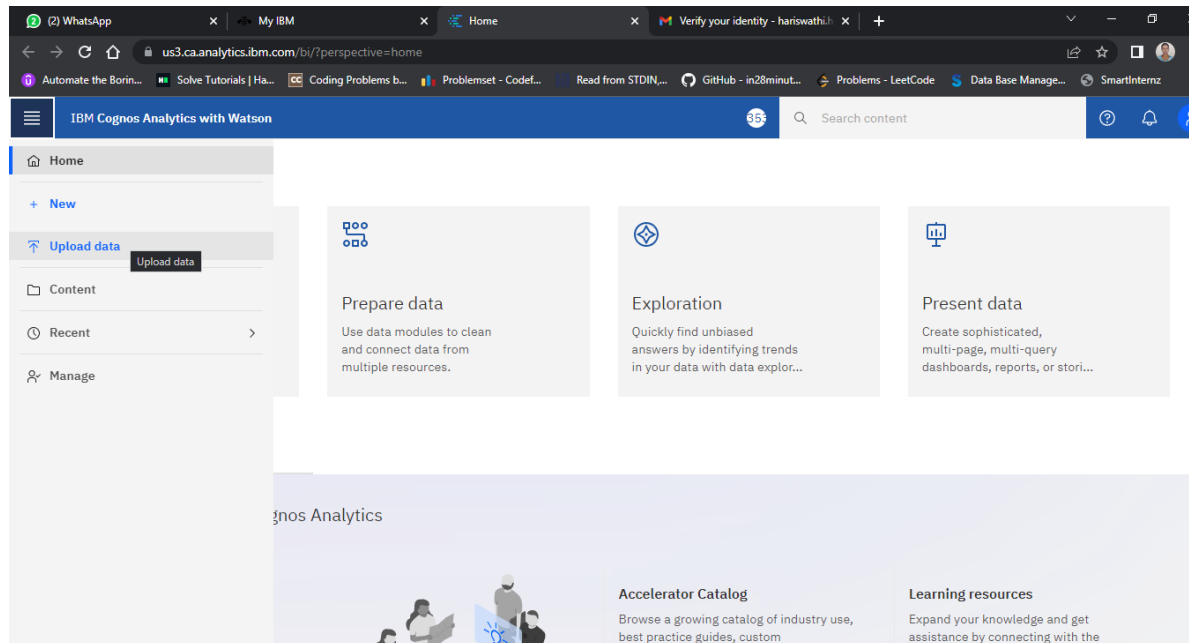 (2) WhatsApp
My IBM
Home
Verify your identity - hariswathi.h
us3.ca.analytics.ibm.com/bi/?perspective=home
Automate the Borin...
Solve Tutorials | Ha...
CC Coding Problems b...
Problemset - Codef...
Read from STDIN,...
GitHub - in28minut...
Problems - LeetCode
Data Base Manage...
SmartInternz
IBM Cognos Analytics with Watson
Search content
Home
New
Upload data
Upload data
Content
Recent
Manage
Prepare data
Use data modules to clean
and connect data from
multiple resources.
Exploration
Quickly find unbiased
answers by identifying trends
in your data with data explor...
Present data
Create sophisticated,
multi-page, multi-query
dashboards, reports, or stori...
gnos Analytics
Accelerator Catalog
Browse a growing catalog of industry use,
best practice guides, custom
Learning resources
Expand your knowledge and get
assistance by connecting with the